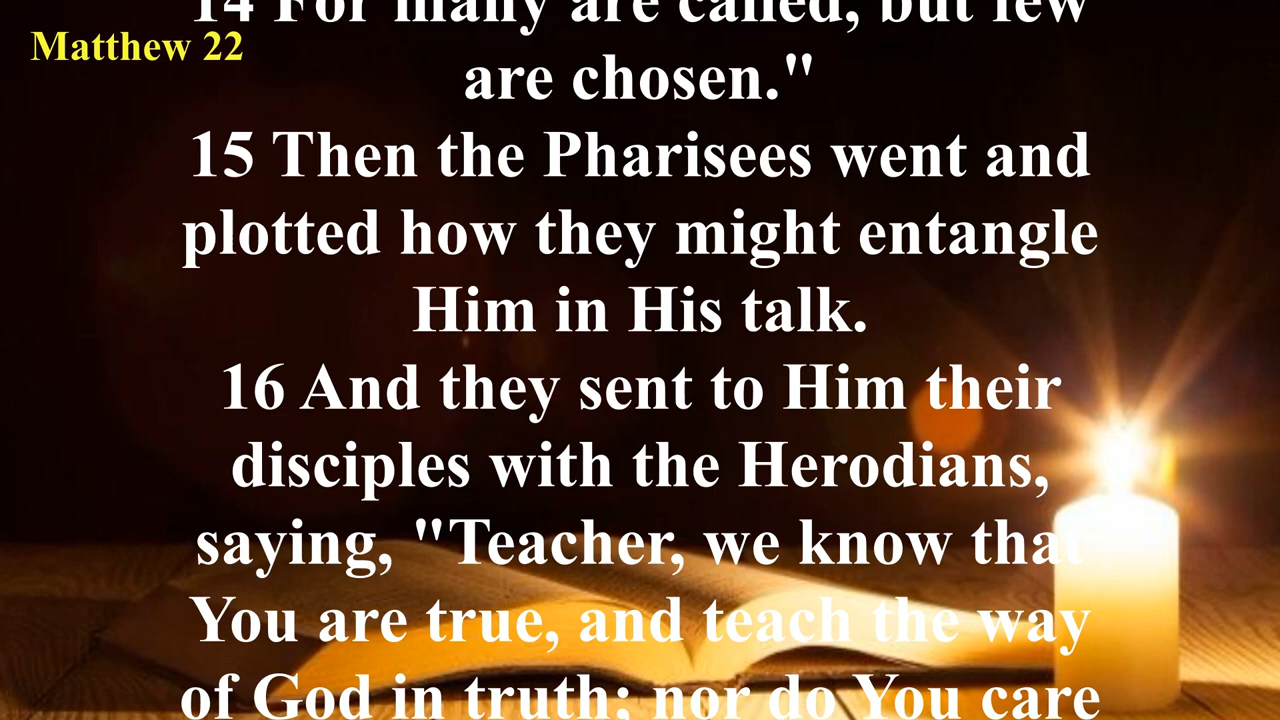 14 For many are called, but few
Matthew 22
are chosen."
15 Then the Pharisees went and
plotted how they might entangle
Him in His talk.
16 And they sent to Him their
disciples with the Herodians,
saying, "Teacher, we know that
You are true, and teach the way
of God in truth; nor do You care